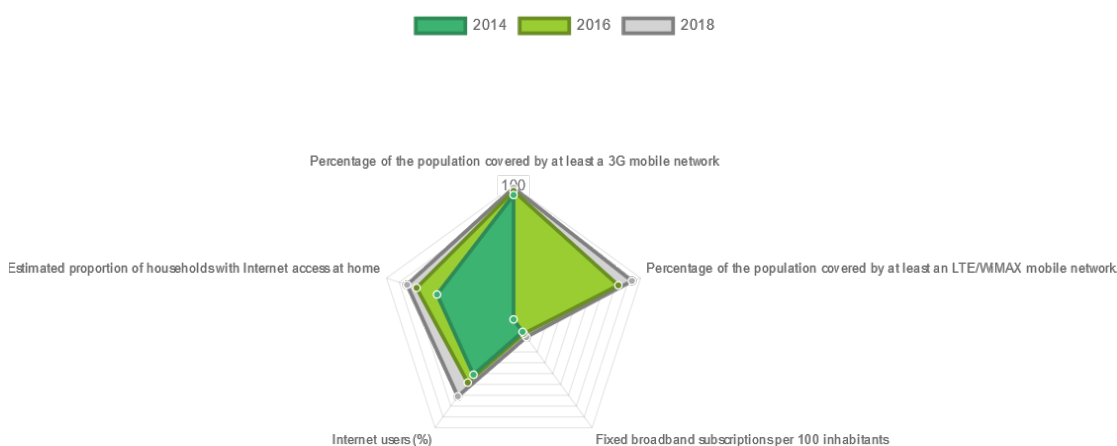 2014 2016 2018
Percentage of the population covered by at least a 3G mobile network
100
Estimated proportion of households with Internet access at home
Percentage of the population covered by at least an LTE/WiMAX mobile network
Internet users (%)
Fixed broadband subscriptions per 100 inhabitants